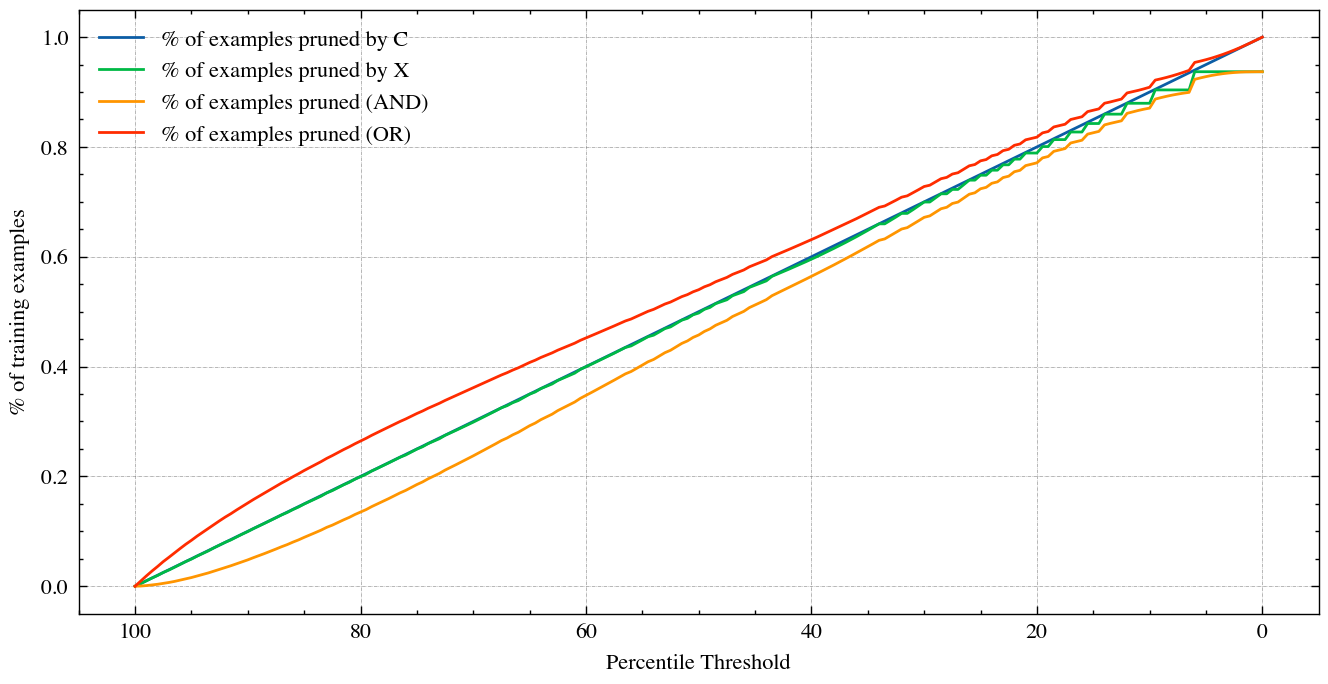 % of examples pruned by C
% of examples pruned by X
% of examples pruned (AND)
% of examples pruned (OR)
1.0
0.8
0.6
0.4
0.2
0.0
% of training examples
100 80 60 40 20 0
Percentile Threshold